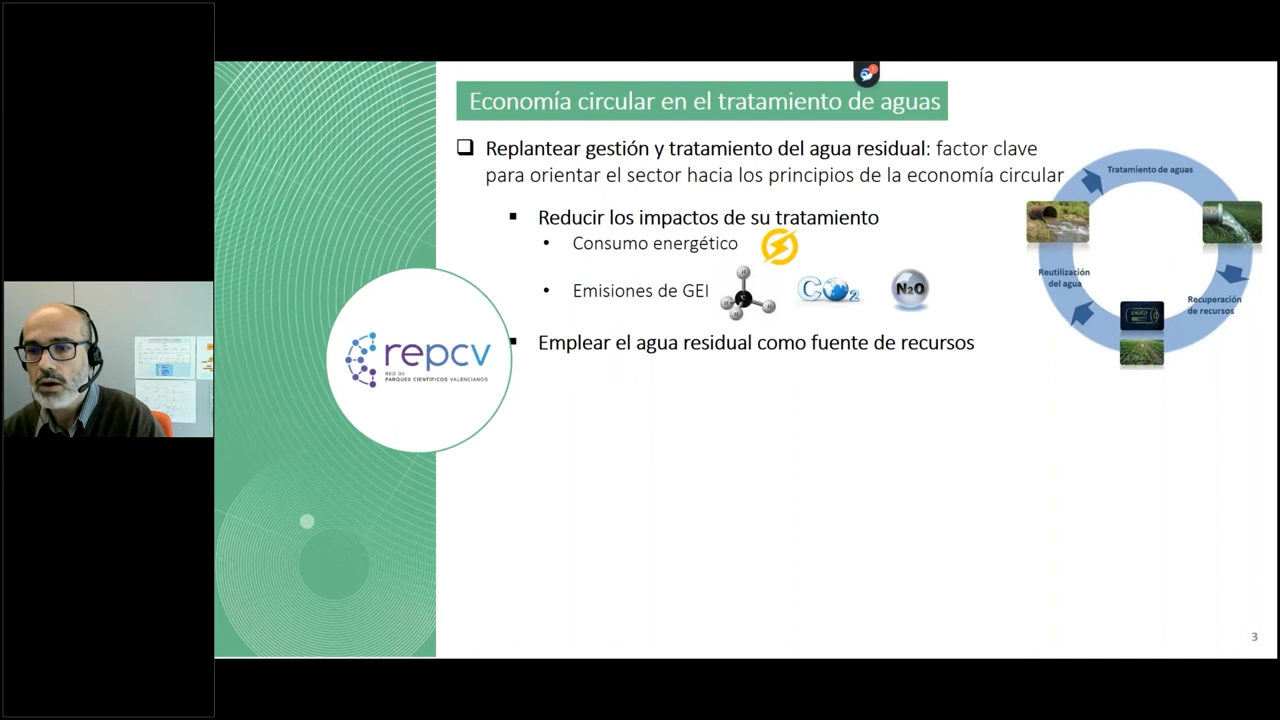 Economía circular en el tratamiento de aguas
Replantear gestión y tratamiento del agua residual: factor clave
para orientar el sector hacia los principios de la economía circular
Reducir los impactos de su tratamiento
Consumo energético
Emisiones de GEI
H
C
H
H
H
CO2
N2O
Emplear el agua residual como fuente de recursos
Tratamiento de aguas
Recuperación
de recursos
Reutilización
del agua
repcv
RED DE
PARQUES CIENTÍFICOS VALENCIANOS
3